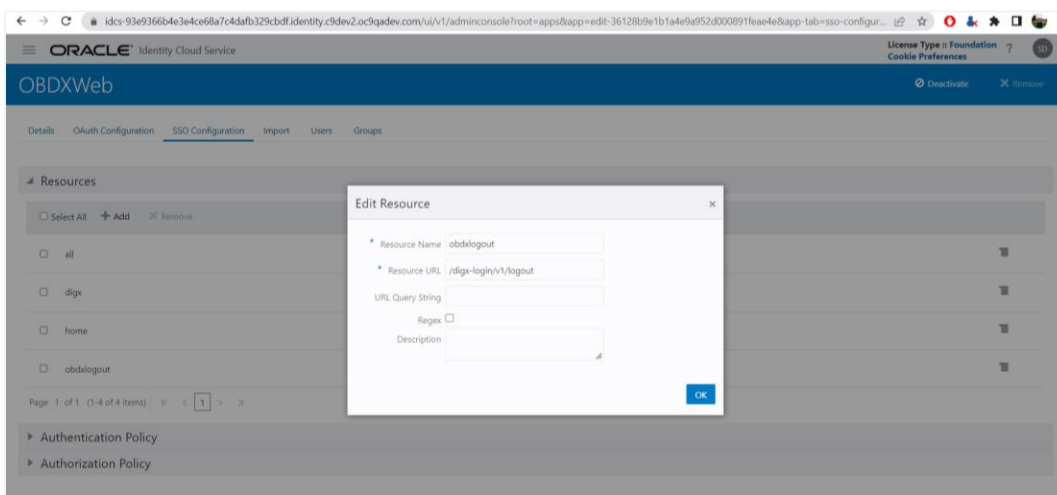 idcs-93e9366b4e3e4ce68a7c4dafb329cbdf.identity.c9dev2.oc9qadev.com/ui/v1/adminconsole?root=apps&app=edit-36128b9e1b1a4e9a952d000891feae4e&app-tab=sso-configur...
ORACLE® Identity Cloud Service
License Type :: Foundation
Cookie Preferences
?
SD
OBDXWeb
Deactivate
Remove
Details OAuth Configuration SSO Configuration Import Users Groups
Resources
Select All Add Remove
all
digx
home
obdxlogout
Page 1 of 1 (1-4 of 4 items) 1
Authentication Policy
Authorization Policy
Edit Resource
* Resource Name obdxlogout
* Resource URL /digx-login/v1/logout
URL Query String
Regex
Description
OK